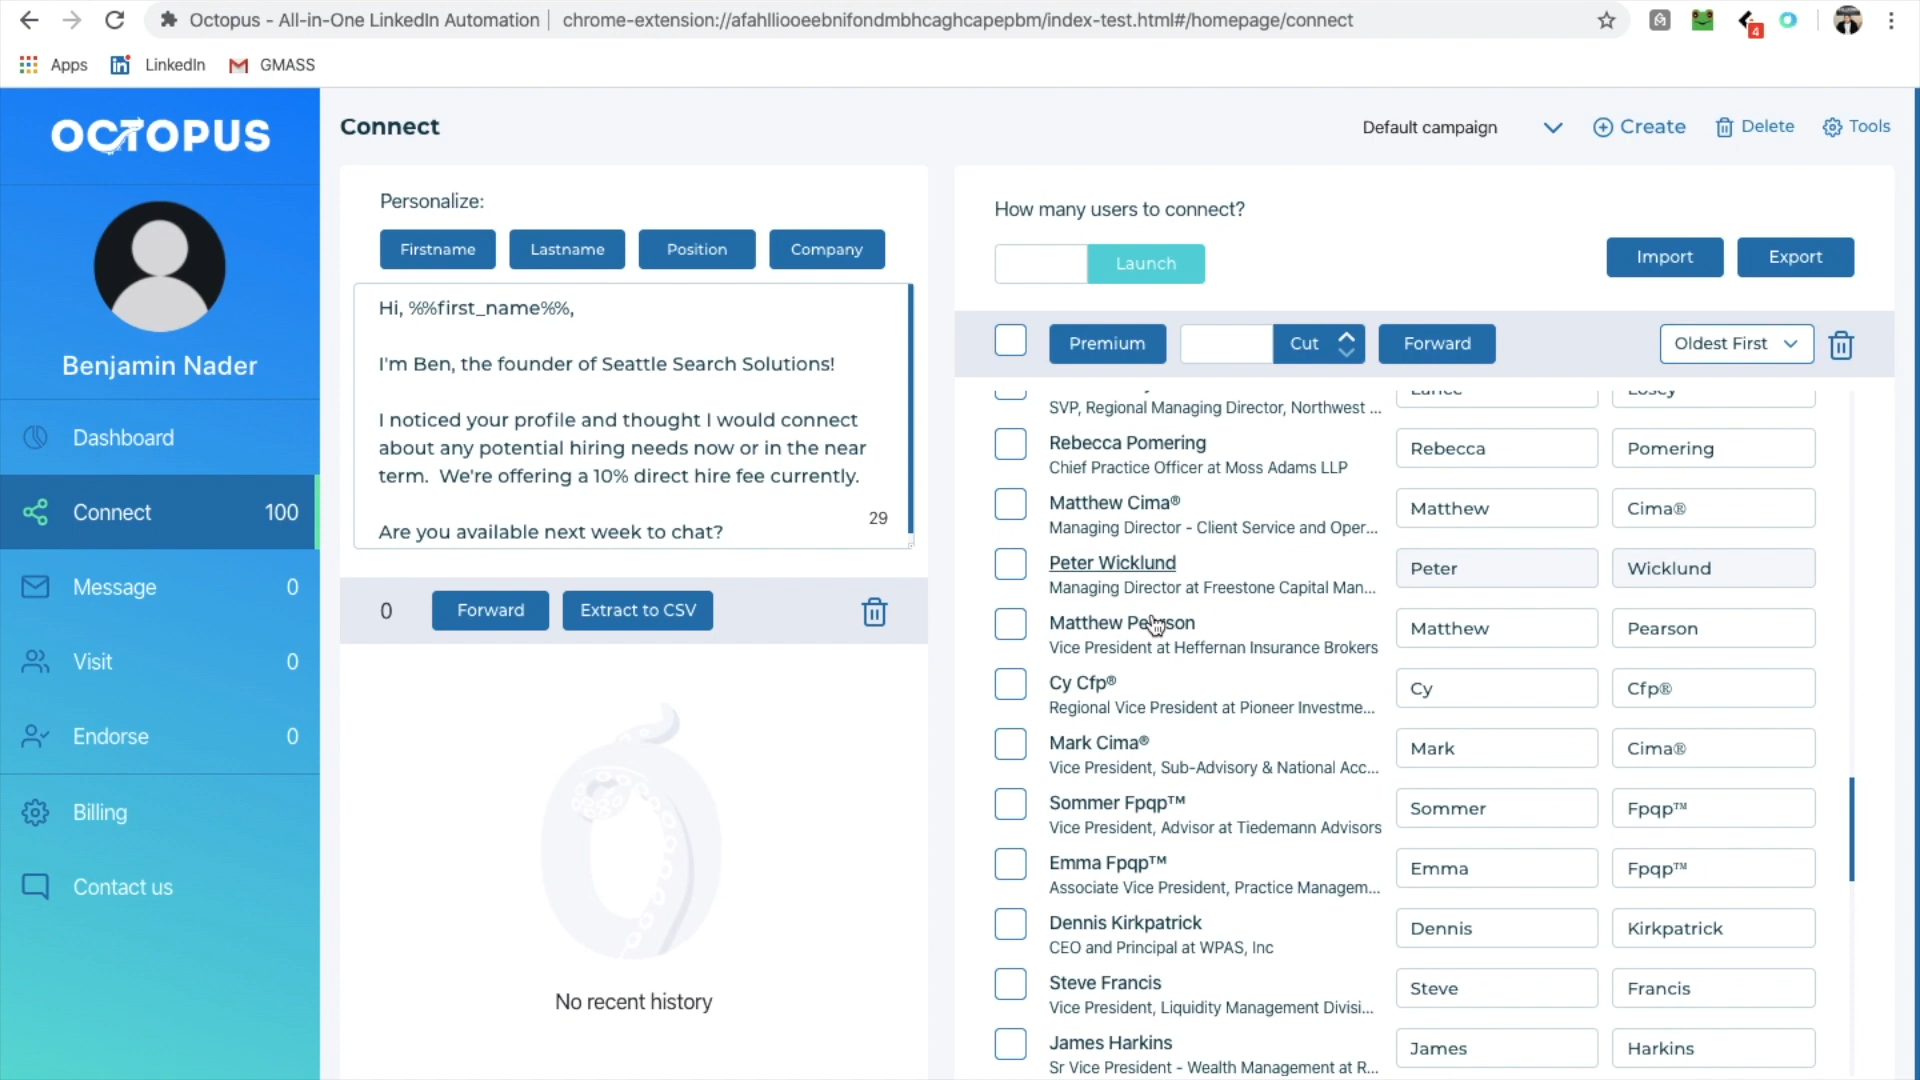 Octopus - All-in-One LinkedIn Automation | chrome-extension://afahlliooeebnifondmbhcaghcapepbm/index-test.html#/homepage/connect
4
Apps LinkedIn GMASS
OCTOPUS
Benjamin Nader
Dashboard
Connect 100
Message 0
Visit 0
Endorse 0
Billing
Contact us
Connect
Default campaign Create Delete Tools
Personalize:
Firstname Lastname Position Company
Hi, %%first_name%%,
I'm Ben, the founder of Seattle Search Solutions!
I noticed your profile and thought I would connect
about any potential hiring needs now or in the near
term. We're offering a 10% direct hire fee currently.
29
Are you available next week to chat?
0 Forward Extract to CSV
No recent history
How many users to connect?
Launch Import Export
Premium Cut Forward Oldest First
SVP, Regional Managing Director, Northwest ... Lance Losey
Rebecca Pomering Rebecca Pomering
Chief Practice Officer at Moss Adams LLP
Matthew Cima® Matthew Cima®
Managing Director - Client Service and Oper...
Peter Wicklund Peter Wicklund
Managing Director at Freestone Capital Man...
Matthew Pearson Matthew Pearson
Vice President at Heffernan Insurance Brokers
Cy Cfp® Cy Cfp®
Regional Vice President at Pioneer Investme...
Mark Cima® Mark Cima®
Vice President, Sub-Advisory & National Acc...
Sommer Fpqp™ Sommer Fpqp™
Vice President, Advisor at Tiedemann Advisors
Emma Fpqp™ Emma Fpqp™
Associate Vice President, Practice Managem...
Dennis Kirkpatrick Dennis Kirkpatrick
CEO and Principal at WPAS, Inc
Steve Francis Steve Francis
Vice President, Liquidity Management Divisi...
James Harkins James Harkins
Sr Vice President - Wealth Management at R...